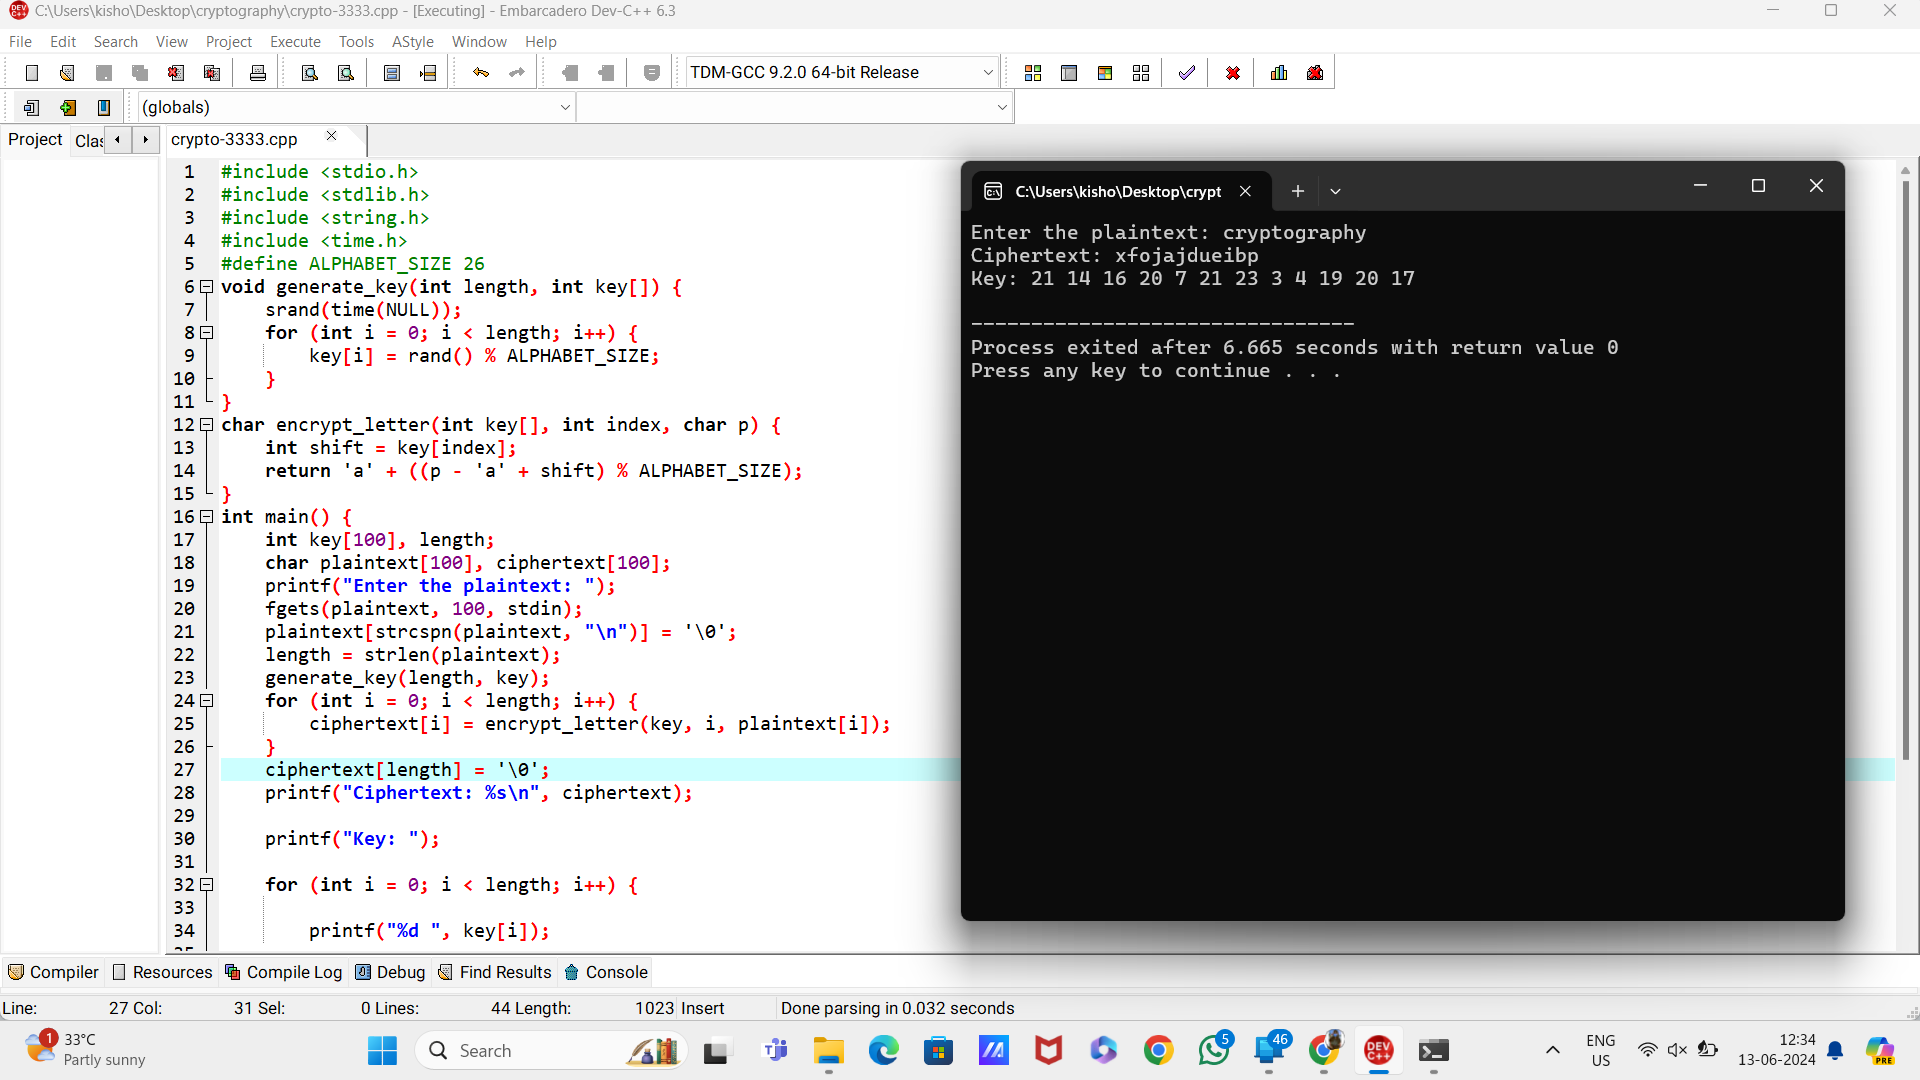 C:\Users\kisho\Desktop\cryptography\crypto-3333.cpp - [Executing] - Embarcadero Dev-C++ 6.3
File Edit Search View Project Execute Tools AStyle Window Help
TDM-GCC 9.2.0 64-bit Release
(globals)
Project Clas
crypto-3333.cpp
1 #include <stdio.h>
2 #include <stdlib.h>
3 #include <string.h>
4 #include <time.h>
5 #define ALPHABET_SIZE 26
6 void generate_key(int length, int key[]) {
7     srand(time(NULL));
8     for (int i = 0; i < length; i++) {
9         key[i] = rand() % ALPHABET_SIZE;
10     }
11 }
12 char encrypt_letter(int key[], int index, char p) {
13     int shift = key[index];
14     return 'a' + ((p - 'a' + shift) % ALPHABET_SIZE);
15 }
16 int main() {
17     int key[100], length;
18     char plaintext[100], ciphertext[100];
19     printf("Enter the plaintext: ");
20     fgets(plaintext, 100, stdin);
21     plaintext[strcspn(plaintext, "\n")] = '\0';
22     length = strlen(plaintext);
23     generate_key(length, key);
24     for (int i = 0; i < length; i++) {
25         ciphertext[i] = encrypt_letter(key, i, plaintext[i]);
26     }
27     ciphertext[length] = '\0';
28     printf("Ciphertext: %s\n", ciphertext);
29
30     printf("Key: ");
31
32     for (int i = 0; i < length; i++) {
33
34         printf("%d ", key[i]);
C:\Users\kisho\Desktop\crypt
Enter the plaintext: cryptography
Ciphertext: xfojajdueibp
Key: 21 14 16 20 7 21 23 3 4 19 20 17
--------------------------------
Process exited after 6.665 seconds with return value 0
Press any key to continue . . .
Compiler Resources Compile Log Debug Find Results Console
Line: 27 Col: 31 Sel: 0 Lines: 44 Length: 1023 Insert Done parsing in 0.032 seconds
1
33°C
Partly sunny
Search
5
46
DEV C++
ENG
US
12:34
13-06-2024
PRE